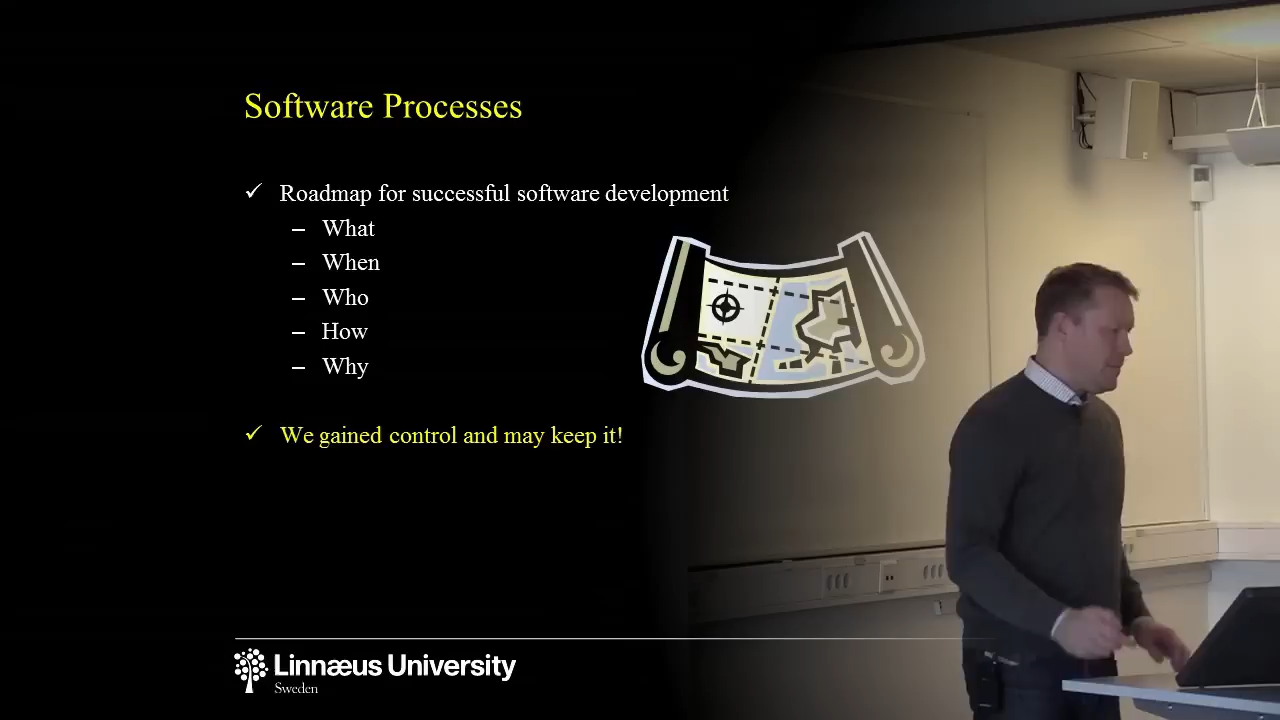 Software Processes
✓ Roadmap for successful software development
– What
– When
– Who
– How
– Why
✓ We gained control and may keep it!
Linnæus University
Sweden